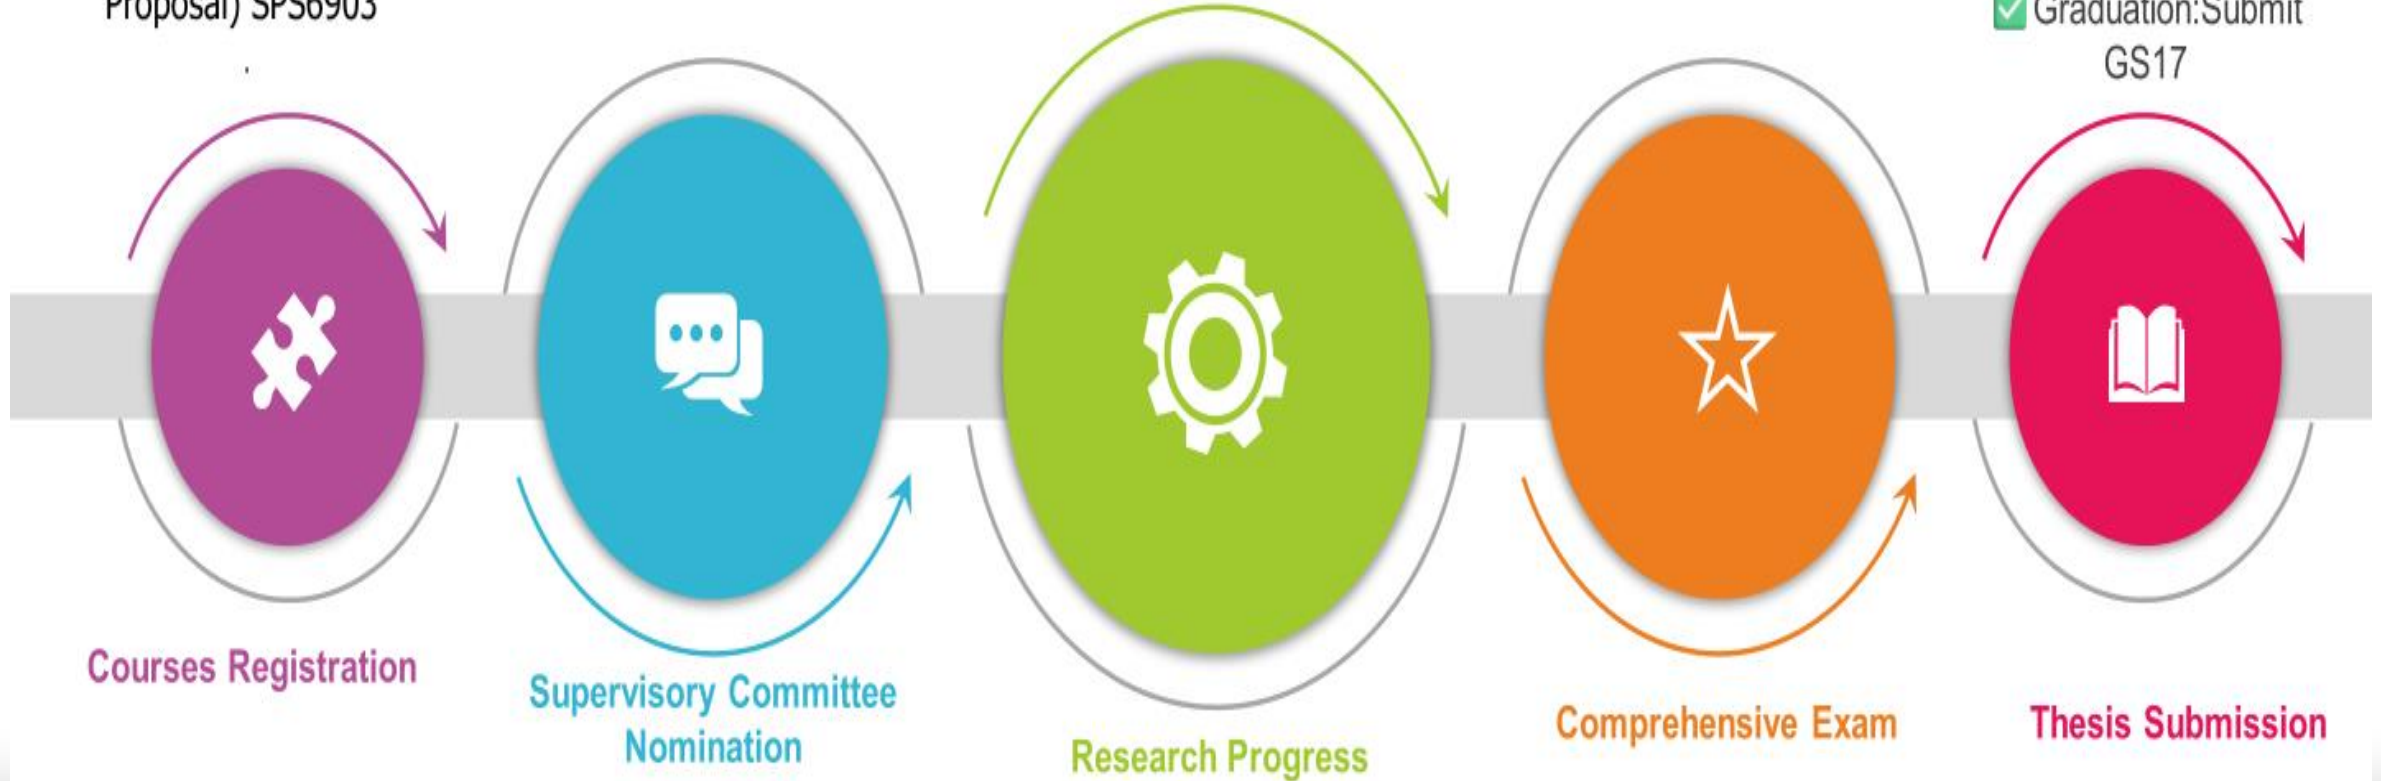 Proposal) SPS6903
.
✅ Graduation:Submit
GS17
Courses Registration
Supervisory Committee
Nomination
Research Progress
Comprehensive Exam
Thesis Submission